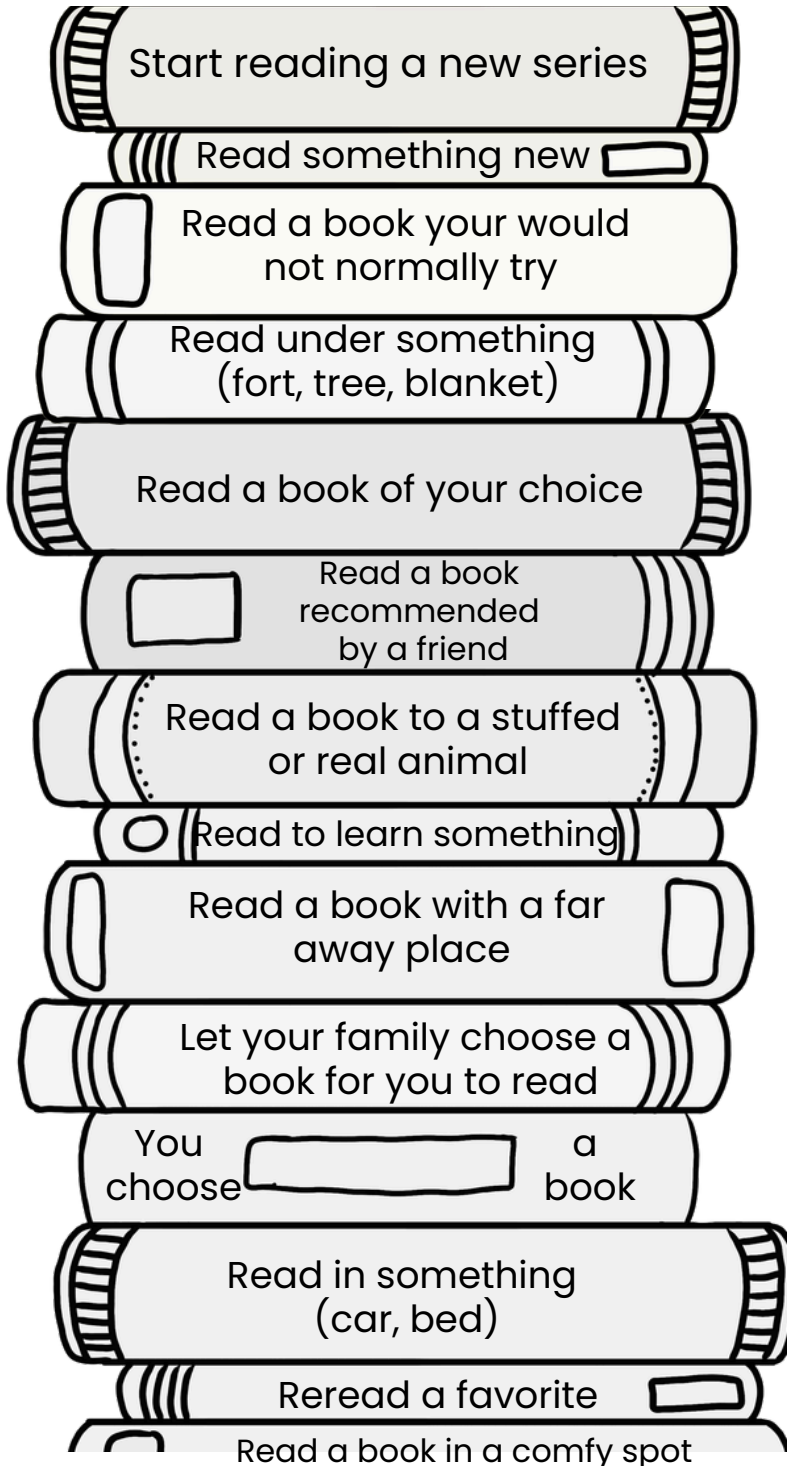 Start reading a new series
Read something new
Read a book your would
not normally try
Read under something
(fort, tree, blanket)
Read a book of your choice
Read a book
recommended
by a friend
Read a book to a stuffed
or real animal
Read to learn something
Read a book with a far
away place
Let your family choose a
book for you to read
You a
choose book
Read in something
(car, bed)
Reread a favorite
Read a book in a comfy spot